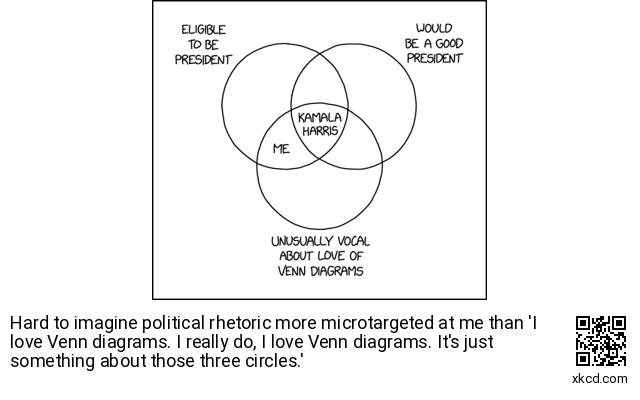 ELIGIBLE
TO BE
PRESIDENT
WOULD
BE A GOOD
PRESIDENT
KAMALA
HARRIS
ME
UNUSUALLY VOCAL
ABOUT LOVE OF
VENN DIAGRAMS
Hard to imagine political rhetoric more microtargeted at me than 'I
love Venn diagrams. I really do, I love Venn diagrams. It's just
something about those three circles.'
xkcd.com